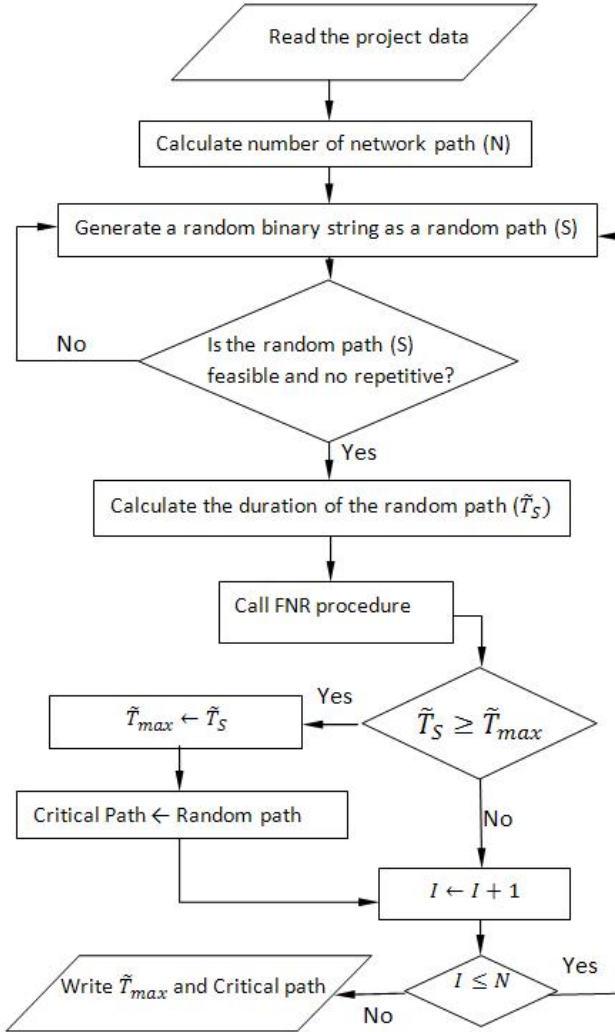 Read the project data
Calculate number of network path (N)
Generate a random binary string as a random path (S)
No
Is the random path (S)
feasible and no repetitive?
Yes
Calculate the duration of the random path (T̃_S)
Call FNR procedure
Yes
T̃_max ← T̃_S
T̃_S ≥ T̃_max
Critical Path ← Random path
No
I ← I + 1
Write T̃_max and Critical path
I ≤ N
Yes
No